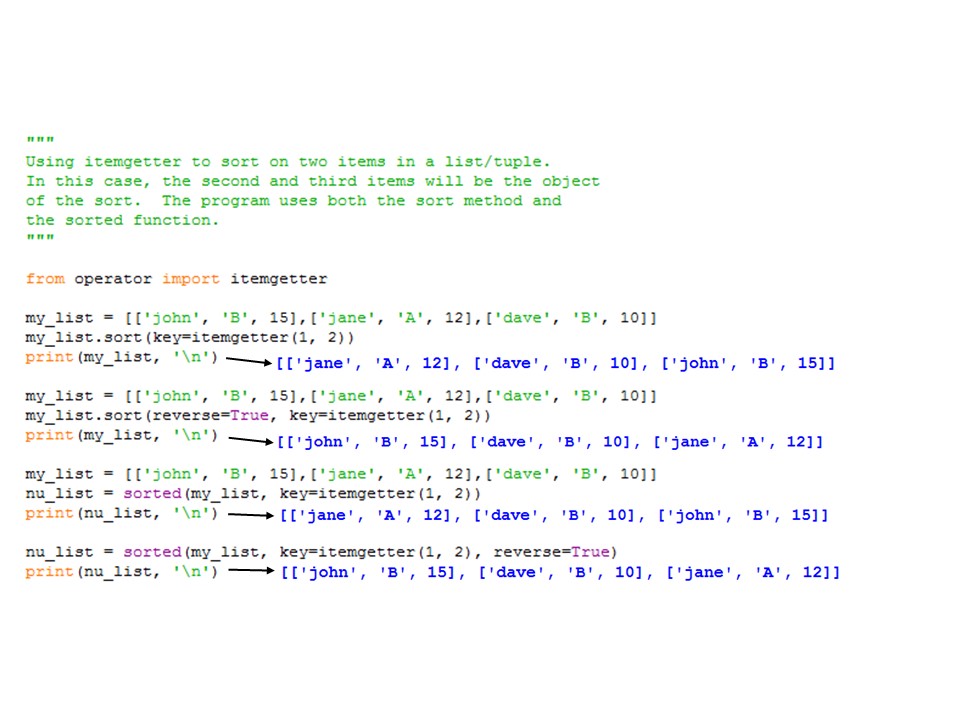 """
Using itemgetter to sort on two items in a list/tuple.
In this case, the second and third items will be the object
of the sort.  The program uses both the sort method and
the sorted function.
"""
from operator import itemgetter
my_list = [['john', 'B', 15],['jane', 'A', 12],['dave', 'B', 10]]
my_list.sort(key=itemgetter(1, 2))
print(my_list, '\n') [['jane', 'A', 12], ['dave', 'B', 10], ['john', 'B', 15]]
my_list = [['john', 'B', 15],['jane', 'A', 12],['dave', 'B', 10]]
my_list.sort(reverse=True, key=itemgetter(1, 2))
print(my_list, '\n') [['john', 'B', 15], ['dave', 'B', 10], ['jane', 'A', 12]]
my_list = [['john', 'B', 15],['jane', 'A', 12],['dave', 'B', 10]]
nu_list = sorted(my_list, key=itemgetter(1, 2))
print(nu_list, '\n') [['jane', 'A', 12], ['dave', 'B', 10], ['john', 'B', 15]]
nu_list = sorted(my_list, key=itemgetter(1, 2), reverse=True)
print(nu_list, '\n') [['john', 'B', 15], ['dave', 'B', 10], ['jane', 'A', 12]]